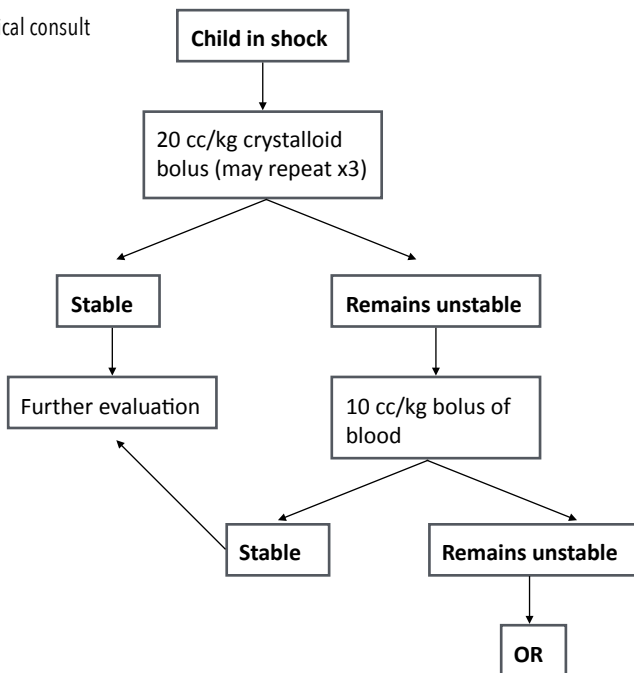 ical consult
Child in shock
20 cc/kg crystalloid
bolus (may repeat x3)
Stable
Remains unstable
Further evaluation
10 cc/kg bolus of
blood
Stable
Remains unstable
OR